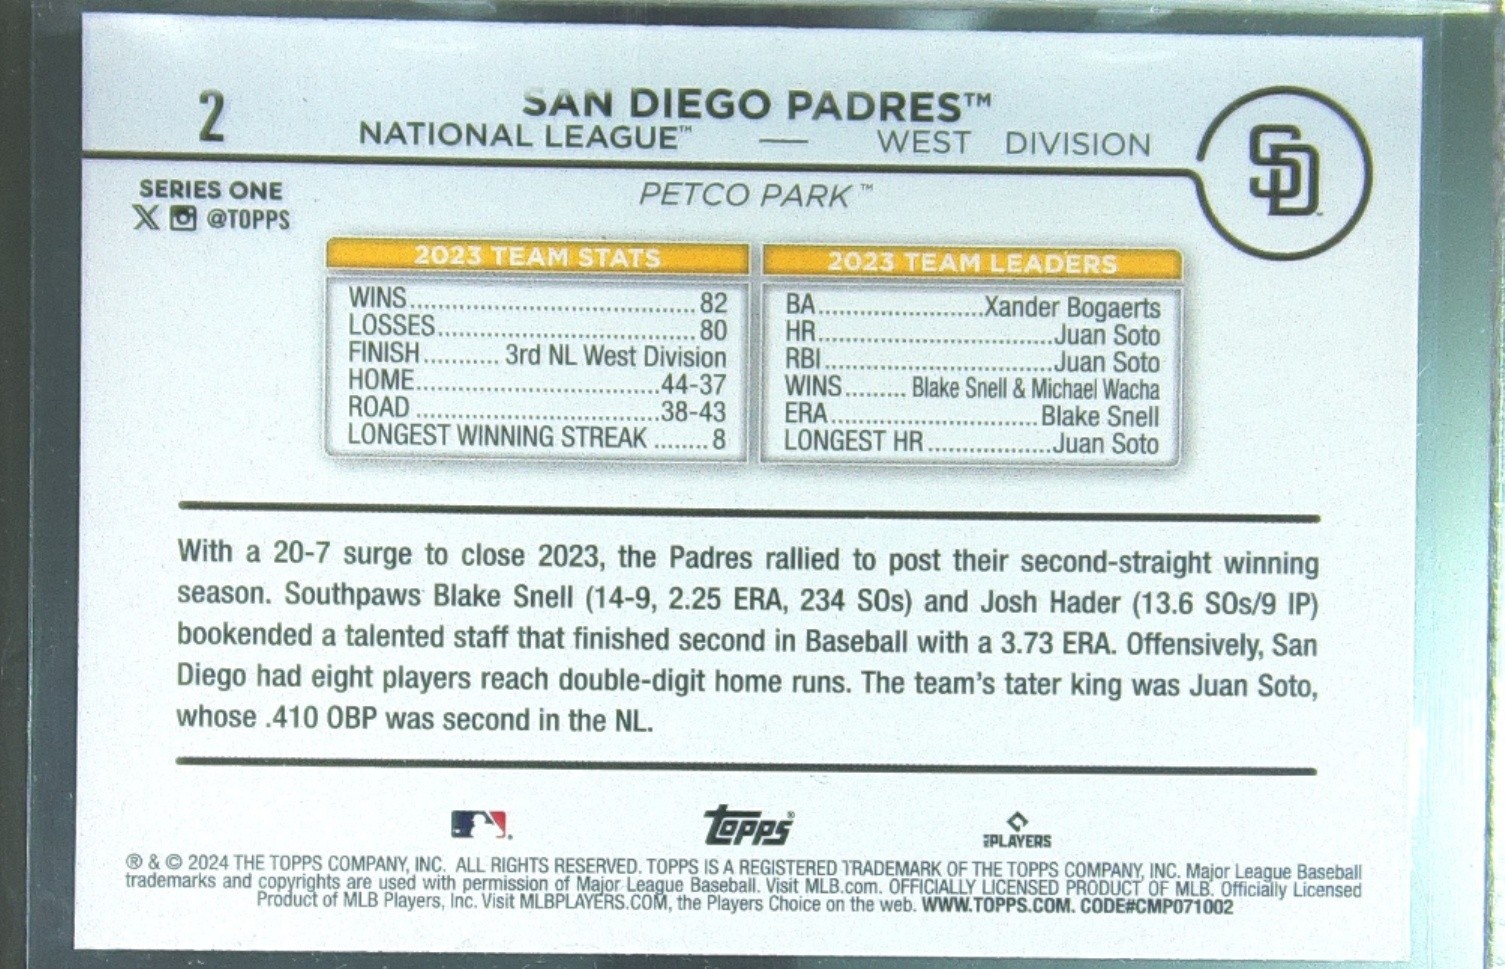 2
SAN DIEGO PADRES™
NATIONAL LEAGUE™ — WEST DIVISION
SD
SERIES ONE
@TOPPS
PETCO PARK™
2023 TEAM STATS
WINS........................................82
LOSSES....................................80
FINISH.......... 3rd NL West Division
HOME..................................44-37
ROAD ..................................38-43
LONGEST WINNING STREAK ........8
2023 TEAM LEADERS
BA.......................Xander Bogaerts
HR.................................Juan Soto
RBI................................Juan Soto
WINS......... Blake Snell & Michael Wacha
ERA.............................Blake Snell
LONGEST HR..................Juan Soto
With a 20-7 surge to close 2023, the Padres rallied to post their second-straight winning
season. Southpaws Blake Snell (14-9, 2.25 ERA, 234 SOs) and Josh Hader (13.6 SOs/9 IP)
bookended a talented staff that finished second in Baseball with a 3.73 ERA. Offensively, San
Diego had eight players reach double-digit home runs. The team's tater king was Juan Soto,
whose .410 OBP was second in the NL.
topps®
PLAYERS
® & © 2024 THE TOPPS COMPANY, INC. ALL RIGHTS RESERVED. TOPPS IS A REGISTERED TRADEMARK OF THE TOPPS COMPANY, INC. Major League Baseball
trademarks and copyrights are used with permission of Major League Baseball. Visit MLB.com. OFFICIALLY LICENSED PRODUCT OF MLB. Officially Licensed
Product of MLB Players, Inc. Visit MLBPLAYERS.COM, the Players Choice on the web. WWW.TOPPS.COM. CODE#CMP071002